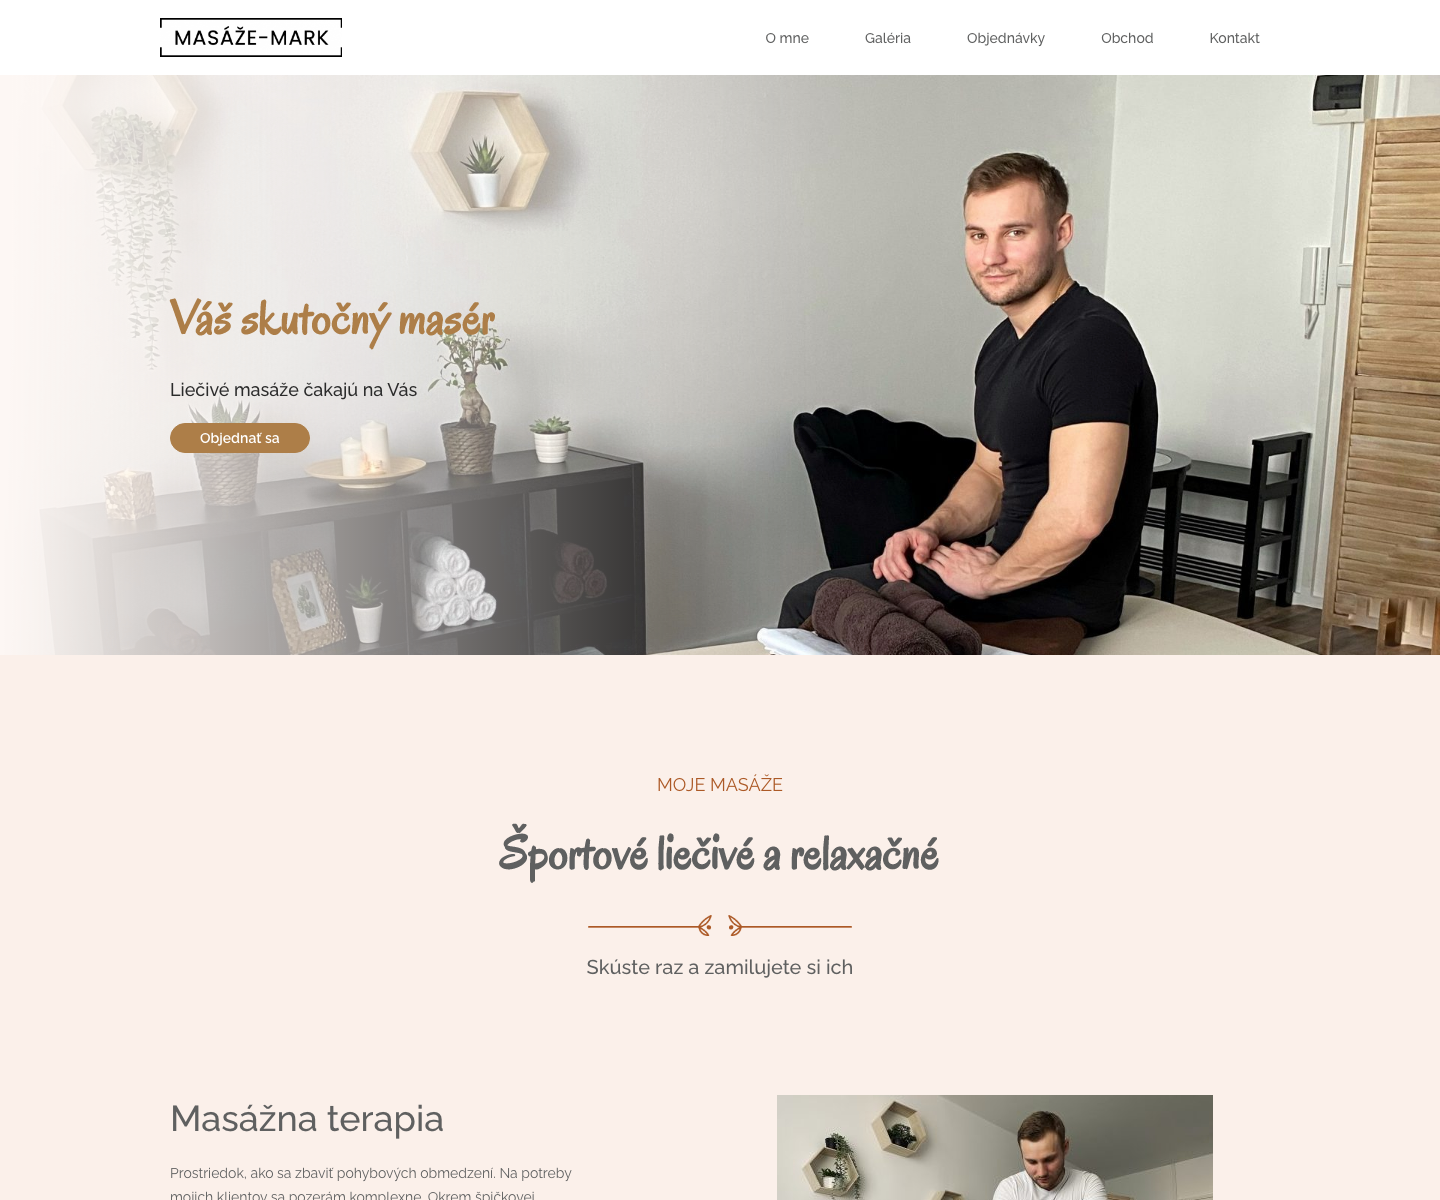 MASÁŽE-MARK
O mne
Galéria
Objednávky
Obchod
Kontakt
Váš skutočný masér
Liečivé masáže čakajú na Vás
Objednať sa
MOJE MASÁŽE
Športové liečivé a relaxačné
Skúste raz a zamilujete si ich
Masážna terapia
Prostriedok, ako sa zbaviť pohybových obmedzení. Na potreby
mojich klientov sa pozerám komplexne. Okrem špičkovej